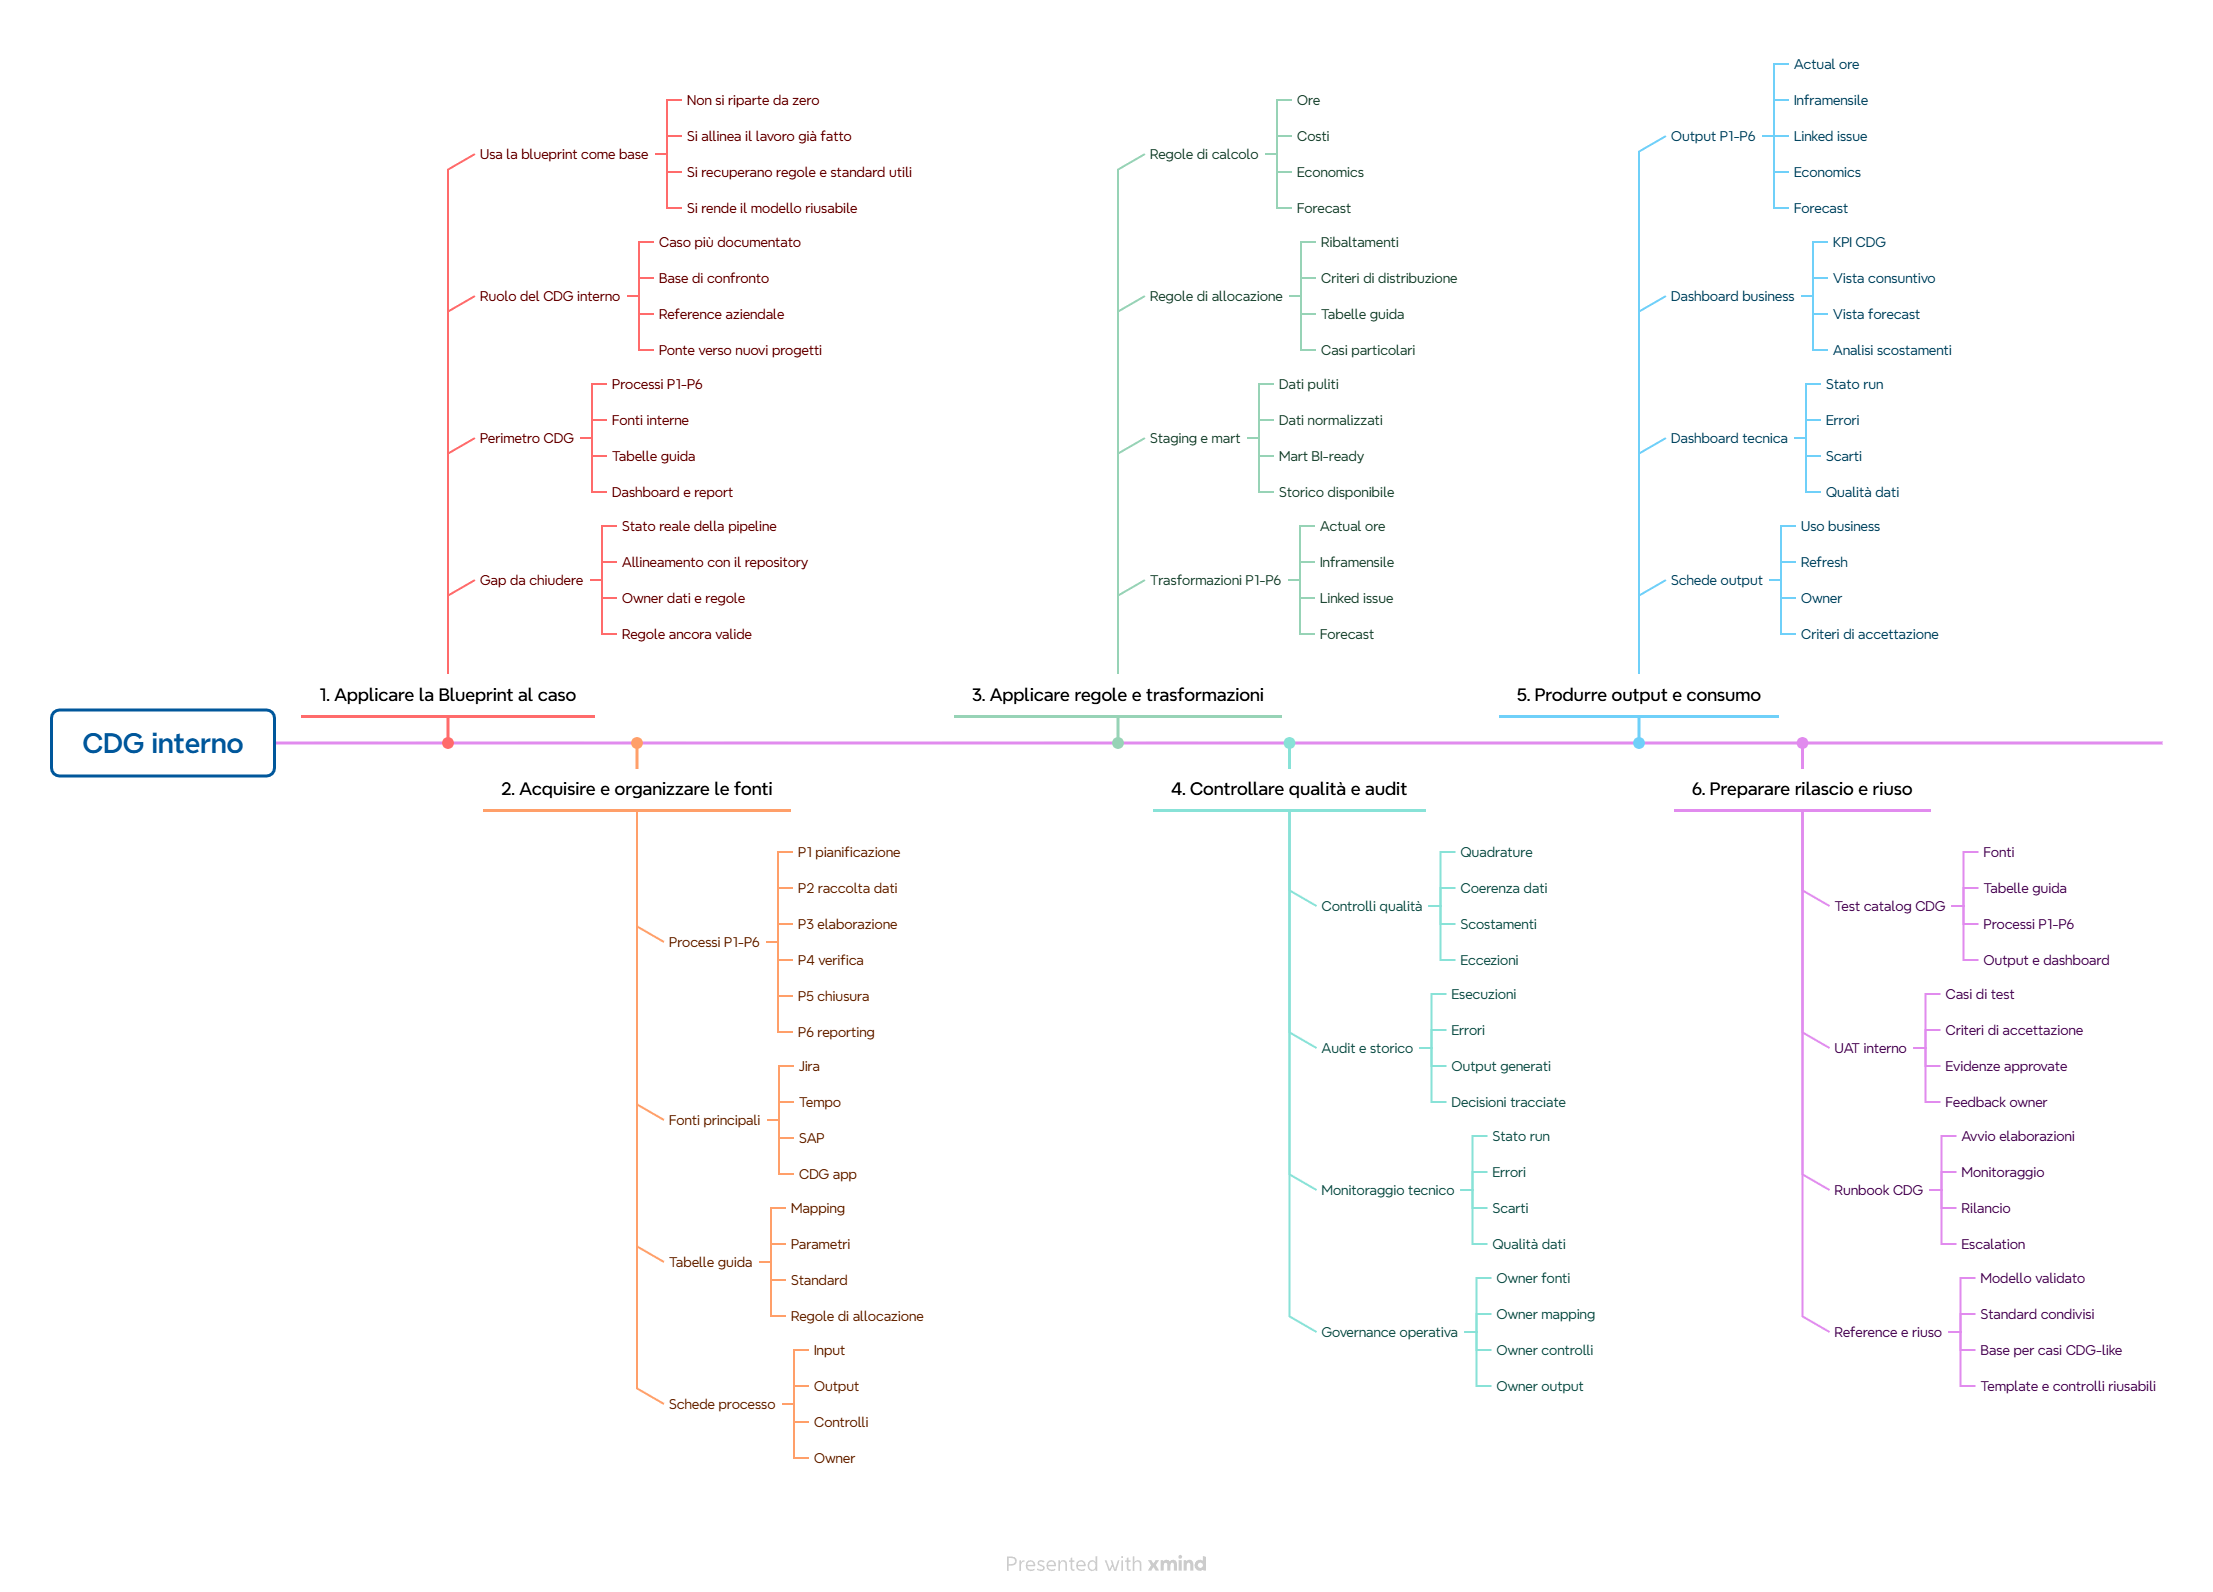 CDG interno
1. Applicare la Blueprint al caso
Usa la blueprint come base
Non si riparte da zero
Si allinea il lavoro già fatto
Si recuperano regole e standard utili
Si rende il modello riusabile
Ruolo del CDG interno
Caso più documentato
Base di confronto
Reference aziendale
Ponte verso nuovi progetti
Perimetro CDG
Processi P1-P6
Fonti interne
Tabelle guida
Dashboard e report
Gap da chiudere
Stato reale della pipeline
Allineamento con il repository
Owner dati e regole
Regole ancora valide
2. Acquisire e organizzare le fonti
Processi P1-P6
P1 pianificazione
P2 raccolta dati
P3 elaborazione
P4 verifica
P5 chiusura
P6 reporting
Fonti principali
Jira
Tempo
SAP
CDG app
Tabelle guida
Mapping
Parametri
Standard
Regole di allocazione
Schede processo
Input
Output
Controlli
Owner
3. Applicare regole e trasformazioni
Regole di calcolo
Ore
Costi
Economics
Forecast
Regole di allocazione
Ribaltamenti
Criteri di distribuzione
Tabelle guida
Casi particolari
Staging e mart
Dati puliti
Dati normalizzati
Mart BI-ready
Storico disponibile
Trasformazioni P1-P6
Actual ore
Inframensile
Linked issue
Forecast
4. Controllare qualità e audit
Controlli qualità
Quadrature
Coerenza dati
Scostamenti
Eccezioni
Audit e storico
Esecuzioni
Errori
Output generati
Decisioni tracciate
Monitoraggio tecnico
Stato run
Errori
Scarti
Qualità dati
Governance operativa
Owner fonti
Owner mapping
Owner controlli
Owner output
5. Produrre output e consumo
Output P1-P6
Actual ore
Inframensile
Linked issue
Economics
Forecast
Dashboard business
KPI CDG
Vista consuntivo
Vista forecast
Analisi scostamenti
Dashboard tecnica
Stato run
Errori
Scarti
Qualità dati
Schede output
Uso business
Refresh
Owner
Criteri di accettazione
6. Preparare rilascio e riuso
Test catalog CDG
Fonti
Tabelle guida
Processi P1-P6
Output e dashboard
UAT interno
Casi di test
Criteri di accettazione
Evidenze approvate
Feedback owner
Runbook CDG
Avvio elaborazioni
Monitoraggio
Rilancio
Escalation
Reference e riuso
Modello validato
Standard condivisi
Base per casi CDG-like
Template e controlli riusabili
Presented with xmind